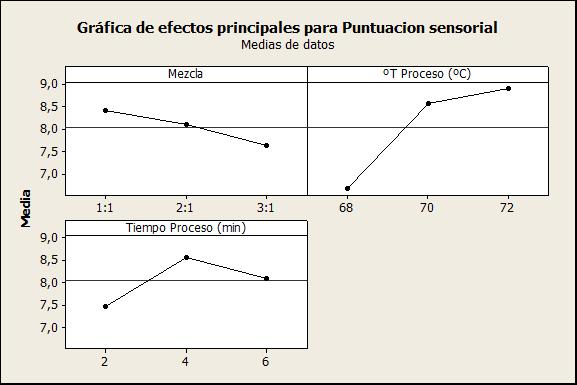 Gráfica de efectos principales para Puntuacion sensorial
Medias de datos
Mezcla
ºT Proceso (ºC)
9,0
8,5
8,0
7,5
7,0
1:1 2:1 3:1
68 70 72
Media
Tiempo Proceso (min)
9,0
8,5
8,0
7,5
7,0
2 4 6